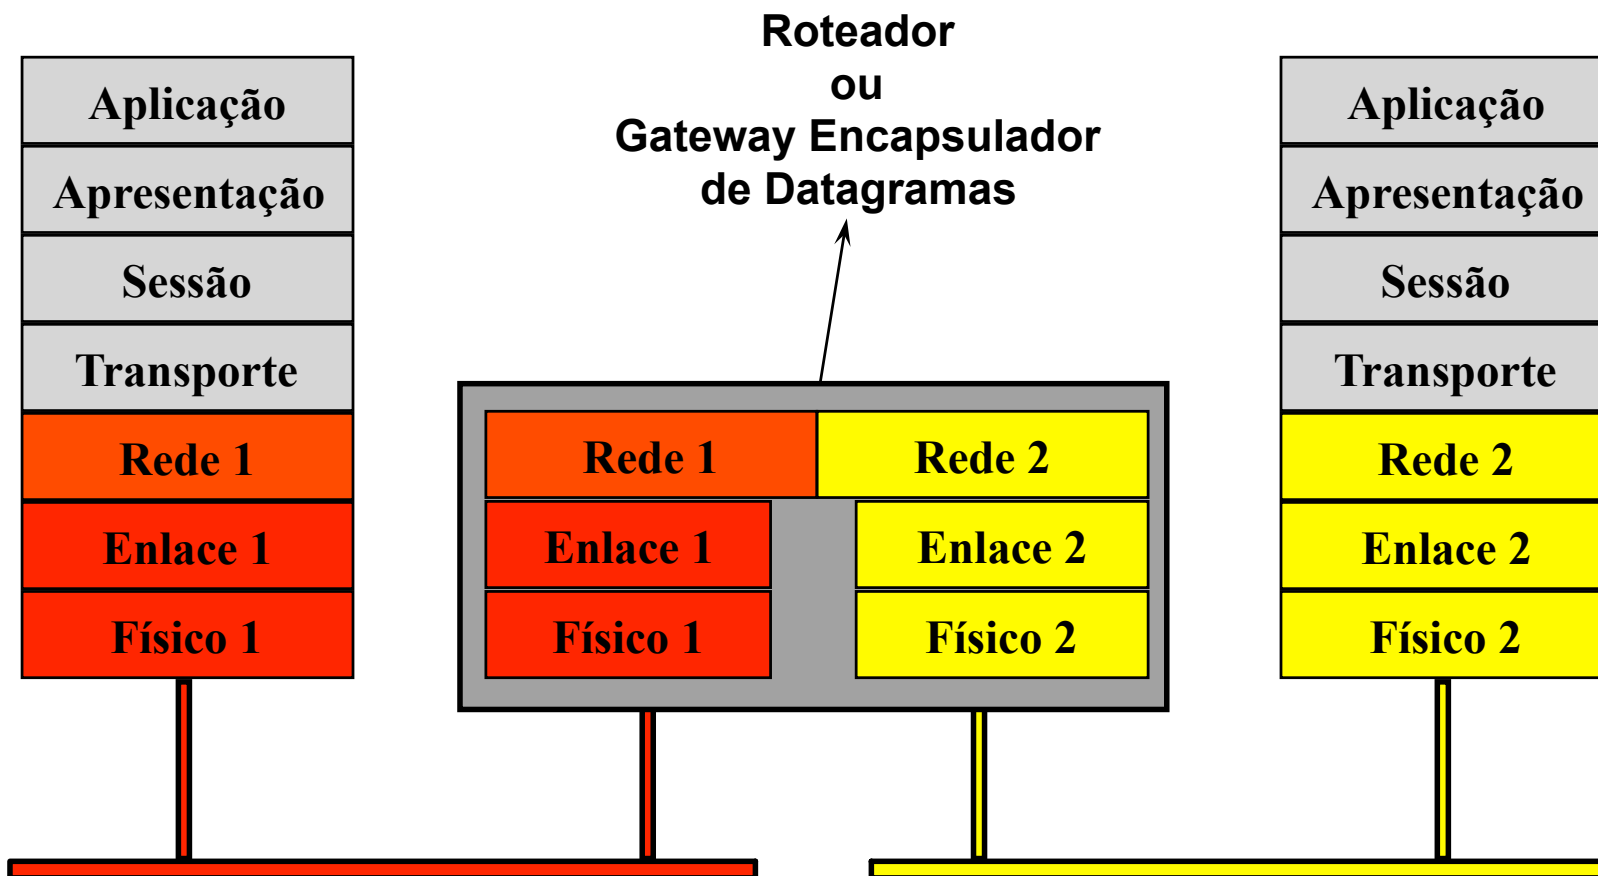 Roteador
ou
Gateway Encapsulador
de Datagramas
Aplicação
Apresentação
Sessão
Transporte
Rede 1
Enlace 1
Físico 1
Rede 1
Rede 2
Enlace 1
Enlace 2
Físico 1
Físico 2
Aplicação
Apresentação
Sessão
Transporte
Rede 2
Enlace 2
Físico 2